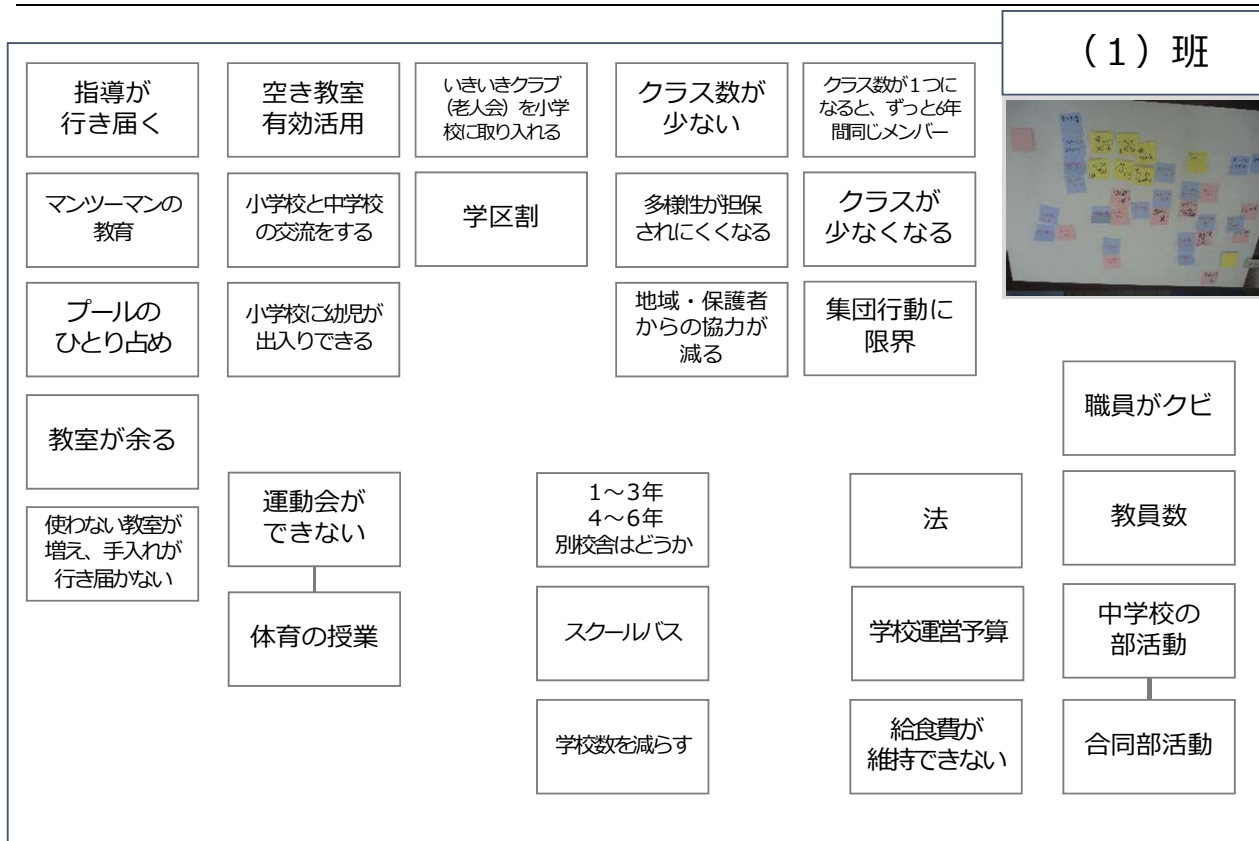 （１）班
指導が
行き届く
空き教室
有効活用
いきいきクラブ
（老人会）を小学
校に取り入れる
クラス数が
少ない
クラス数が１つに
なると、ずっと6年
間同じメンバー
マンツーマンの
教育
小学校と中学校
の交流をする
学区割
多様性が担保
されにくくなる
クラスが
少なくなる
プールの
ひとり占め
小学校に幼児が
出入りできる
地域・保護者
からの協力が
減る
集団行動に
限界
教室が余る
職員がクビ
使わない教室が
増え、手入れが
行き届かない
運動会が
できない
１～３年
４～６年
別校舎はどうか
法
教員数
体育の授業
スクールバス
学校運営予算
中学校の
部活動
学校数を減らす
給食費が
維持できない
合同部活動